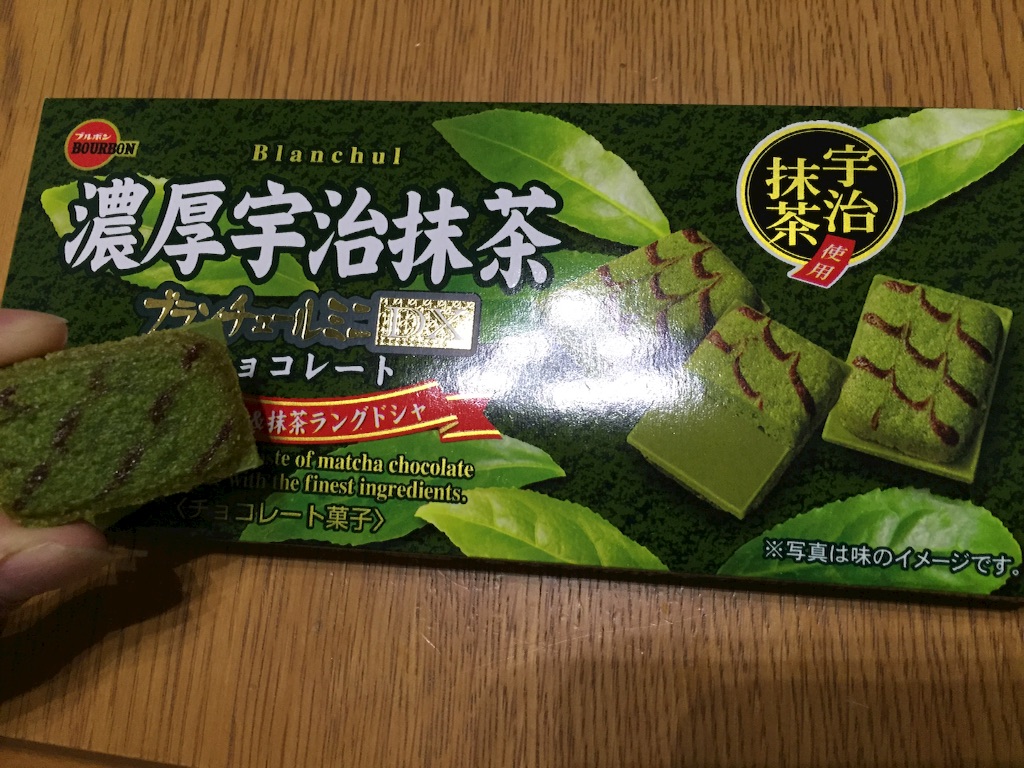 ブルボン
BOURBON
Blanchul
濃厚宇治抹茶
ブランチュールミニDX
ョコレート
&抹茶ラングドシャ
of matcha chocolate
with the finest ingredients.
〈チョコレート菓子〉
宇治
抹茶
使用
※写真は味のイメージです。